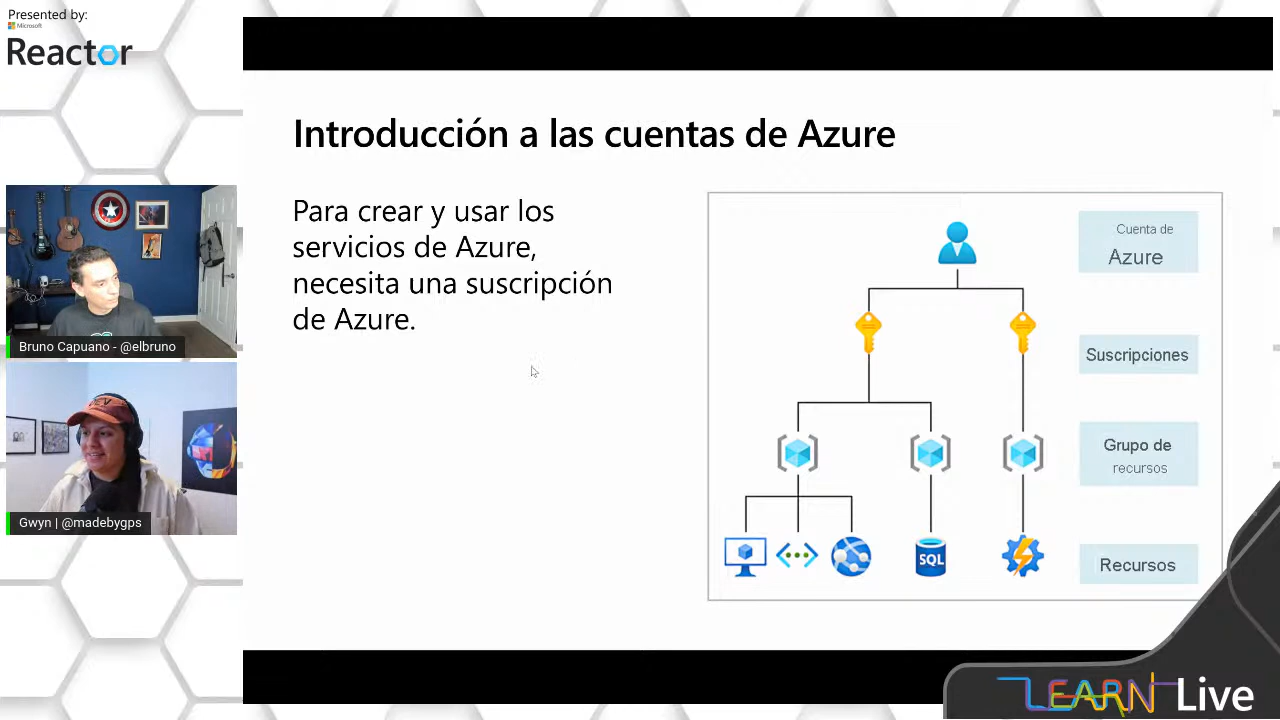 Presented by:
Microsoft
Reactor
Introducción a las cuentas de Azure
Para crear y usar los
servicios de Azure,
necesita una suscripción
de Azure.
Cuenta de
Azure
Suscripciones
Grupo de
recursos
SQL
Recursos
Bruno Capuano - @elbruno
Gwyn | @madebygps
LEARN Live